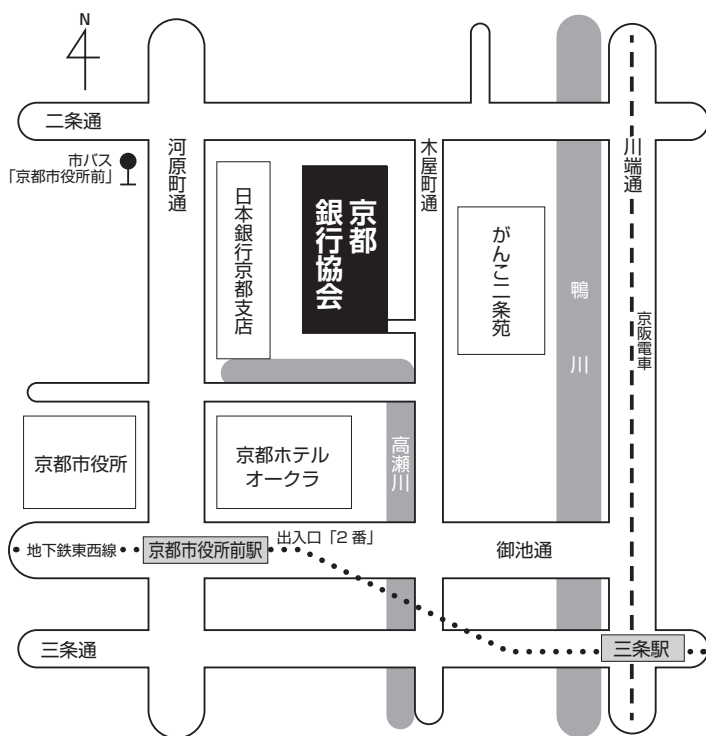 N
二条通
河原町通
木屋町通
川端通
市バス
「京都市役所前」
日本銀行京都支店
京都
銀行協会
がんこ二条苑
鴨川
京阪電車
京都市役所
京都ホテル
オークラ
高瀬川
地下鉄東西線
京都市役所前駅
出入口「2番」
御池通
三条通
三条駅